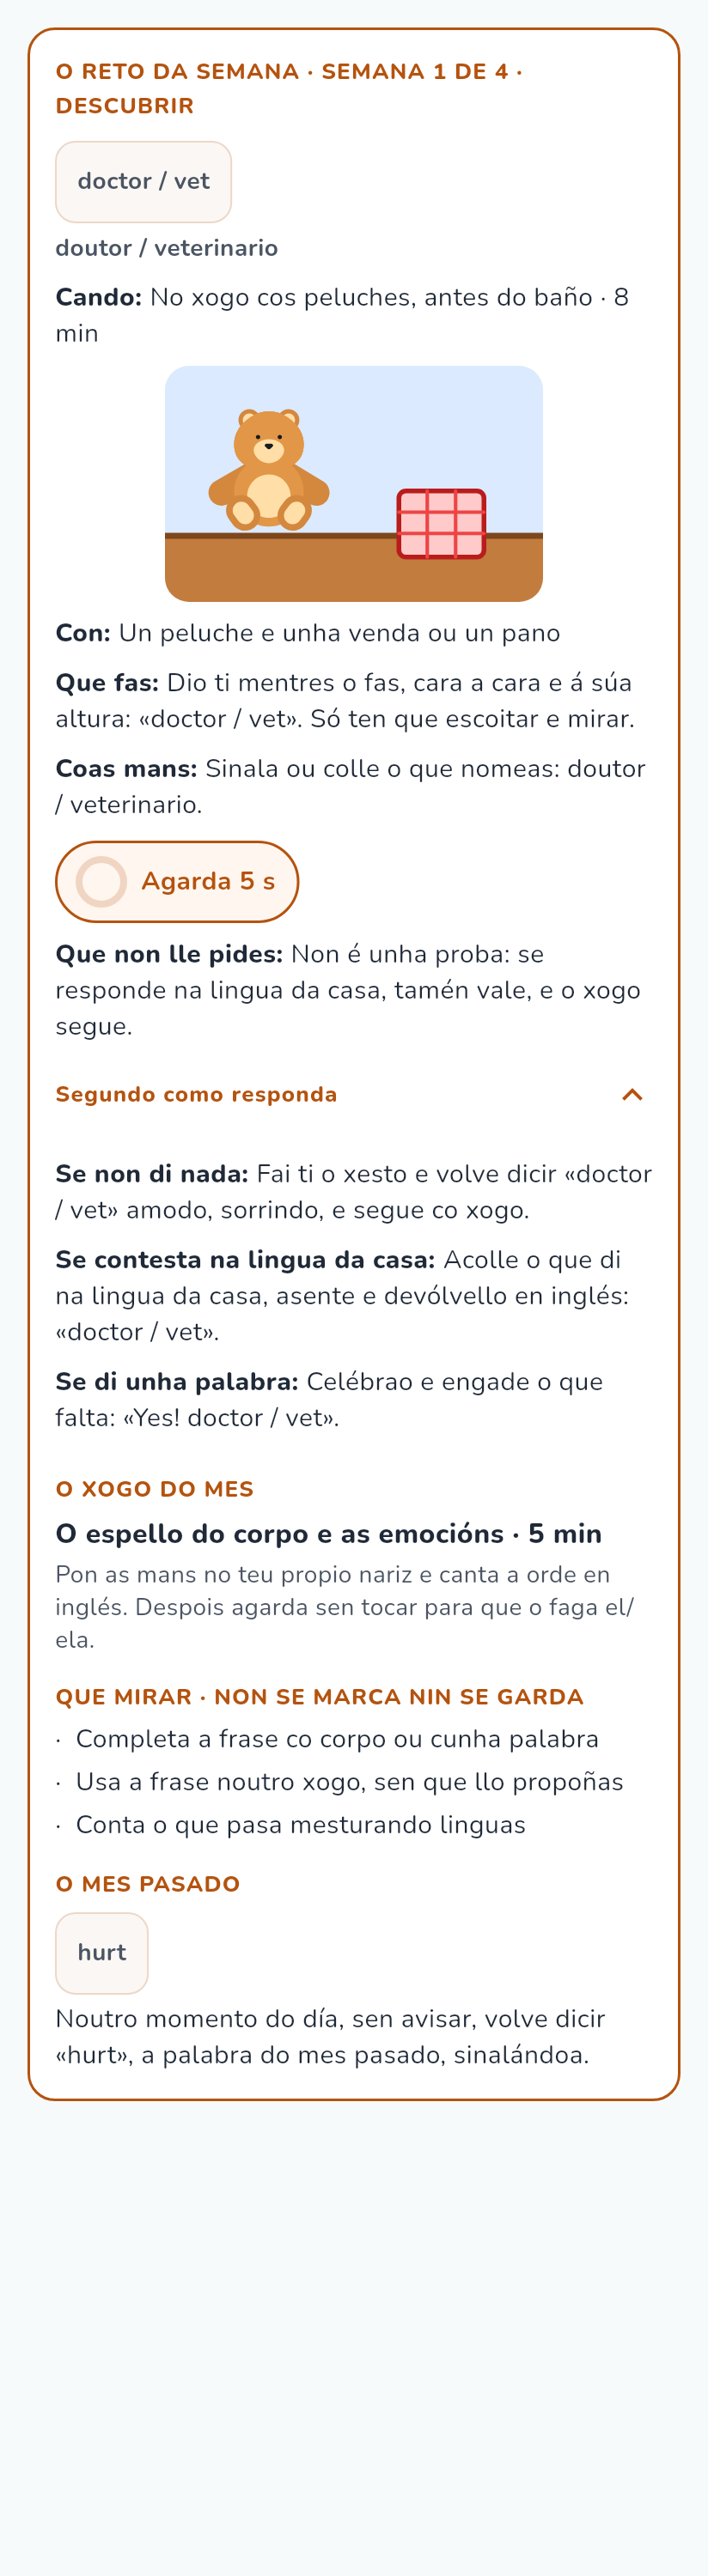 O RETO DA SEMANA · SEMANA 1 DE 4 ·
DESCUBRIR
doctor / vet
doutor / veterinario
Cando: No xogo cos peluches, antes do baño · 8
min
Con: Un peluche e unha venda ou un pano
Que fas: Dio ti mentres o fas, cara a cara e á súa
altura: «doctor / vet». Só ten que escoitar e mirar.
Coas mans: Sinala ou colle o que nomeas: doutor
/ veterinario.
Agarda 5 s
Que non lle pides: Non é unha proba: se
responde na lingua da casa, tamén vale, e o xogo
segue.
Segundo como responda
Se non di nada: Fai ti o xesto e volve dicir «doctor
/ vet» amodo, sorrindo, e segue co xogo.
Se contesta na lingua da casa: Acolle o que di
na lingua da casa, asente e devólvello en inglés:
«doctor / vet».
Se di unha palabra: Celébrao e engade o que
falta: «Yes! doctor / vet».
O XOGO DO MES
O espello do corpo e as emocións · 5 min
Pon as mans no teu propio nariz e canta a orde en
inglés. Despois agarda sen tocar para que o faga el/
ela.
QUE MIRAR · NON SE MARCA NIN SE GARDA
· Completa a frase co corpo ou cunha palabra
· Usa a frase noutro xogo, sen que llo propoñas
· Conta o que pasa mesturando linguas
O MES PASADO
hurt
Noutro momento do día, sen avisar, volve dicir
«hurt», a palabra do mes pasado, sinalándoa.